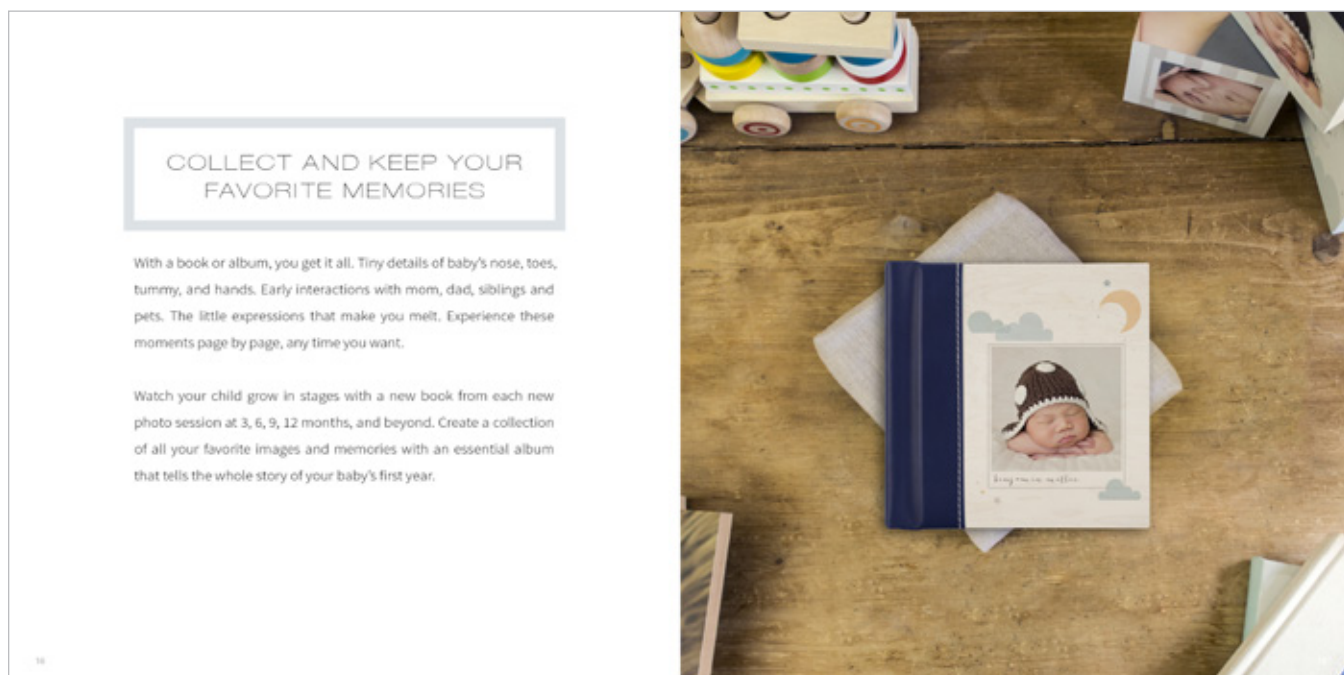 COLLECT AND KEEP YOUR
FAVORITE MEMORIES
With a book or album, you get it all. Tiny details of baby's nose, toes,
tummy, and hands. Early interactions with mom, dad, siblings and
pets. The little expressions that make you melt. Experience these
moments page by page, any time you want.
Watch your child grow in stages with a new book from each new
photo session at 3, 6, 9, 12 months, and beyond. Create a collection
of all your favorite images and memories with an essential album
that tells the whole story of your baby's first year.